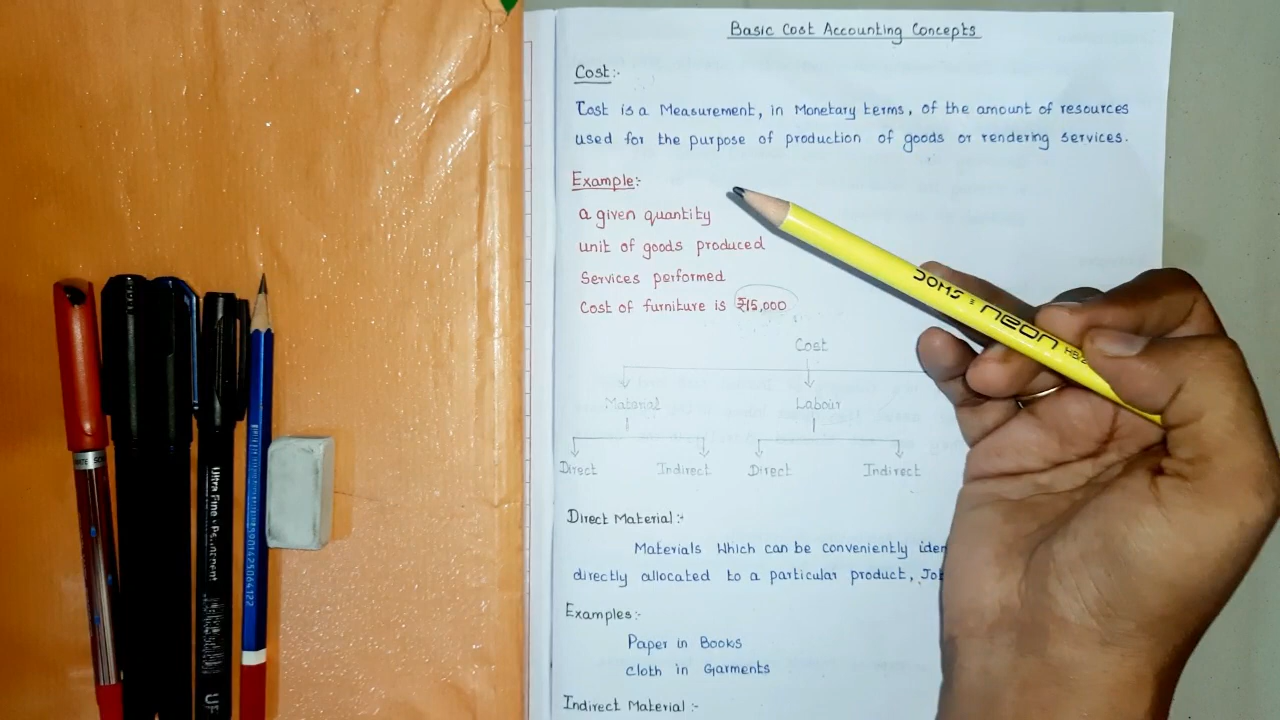 Basic Cost Accounting Concepts
Cost:-
Cost is a Measurement, in Monetary terms, of the amount of resources
used for the purpose of production of goods or rendering services.
Example:-
a given quantity
unit of goods produced
Services performed
Cost of furniture is ₹15,000
Cost
Material Labour
Direct Indirect Direct Indirect
Direct Material :-
Materials which can be conveniently iden
directly allocated to a particular product, Job
Examples:-
Paper in Books
cloth in Garments
Indirect Material :-
DOMS NEON HB/2
Ultra Fine Permanent
UF
8901425064122